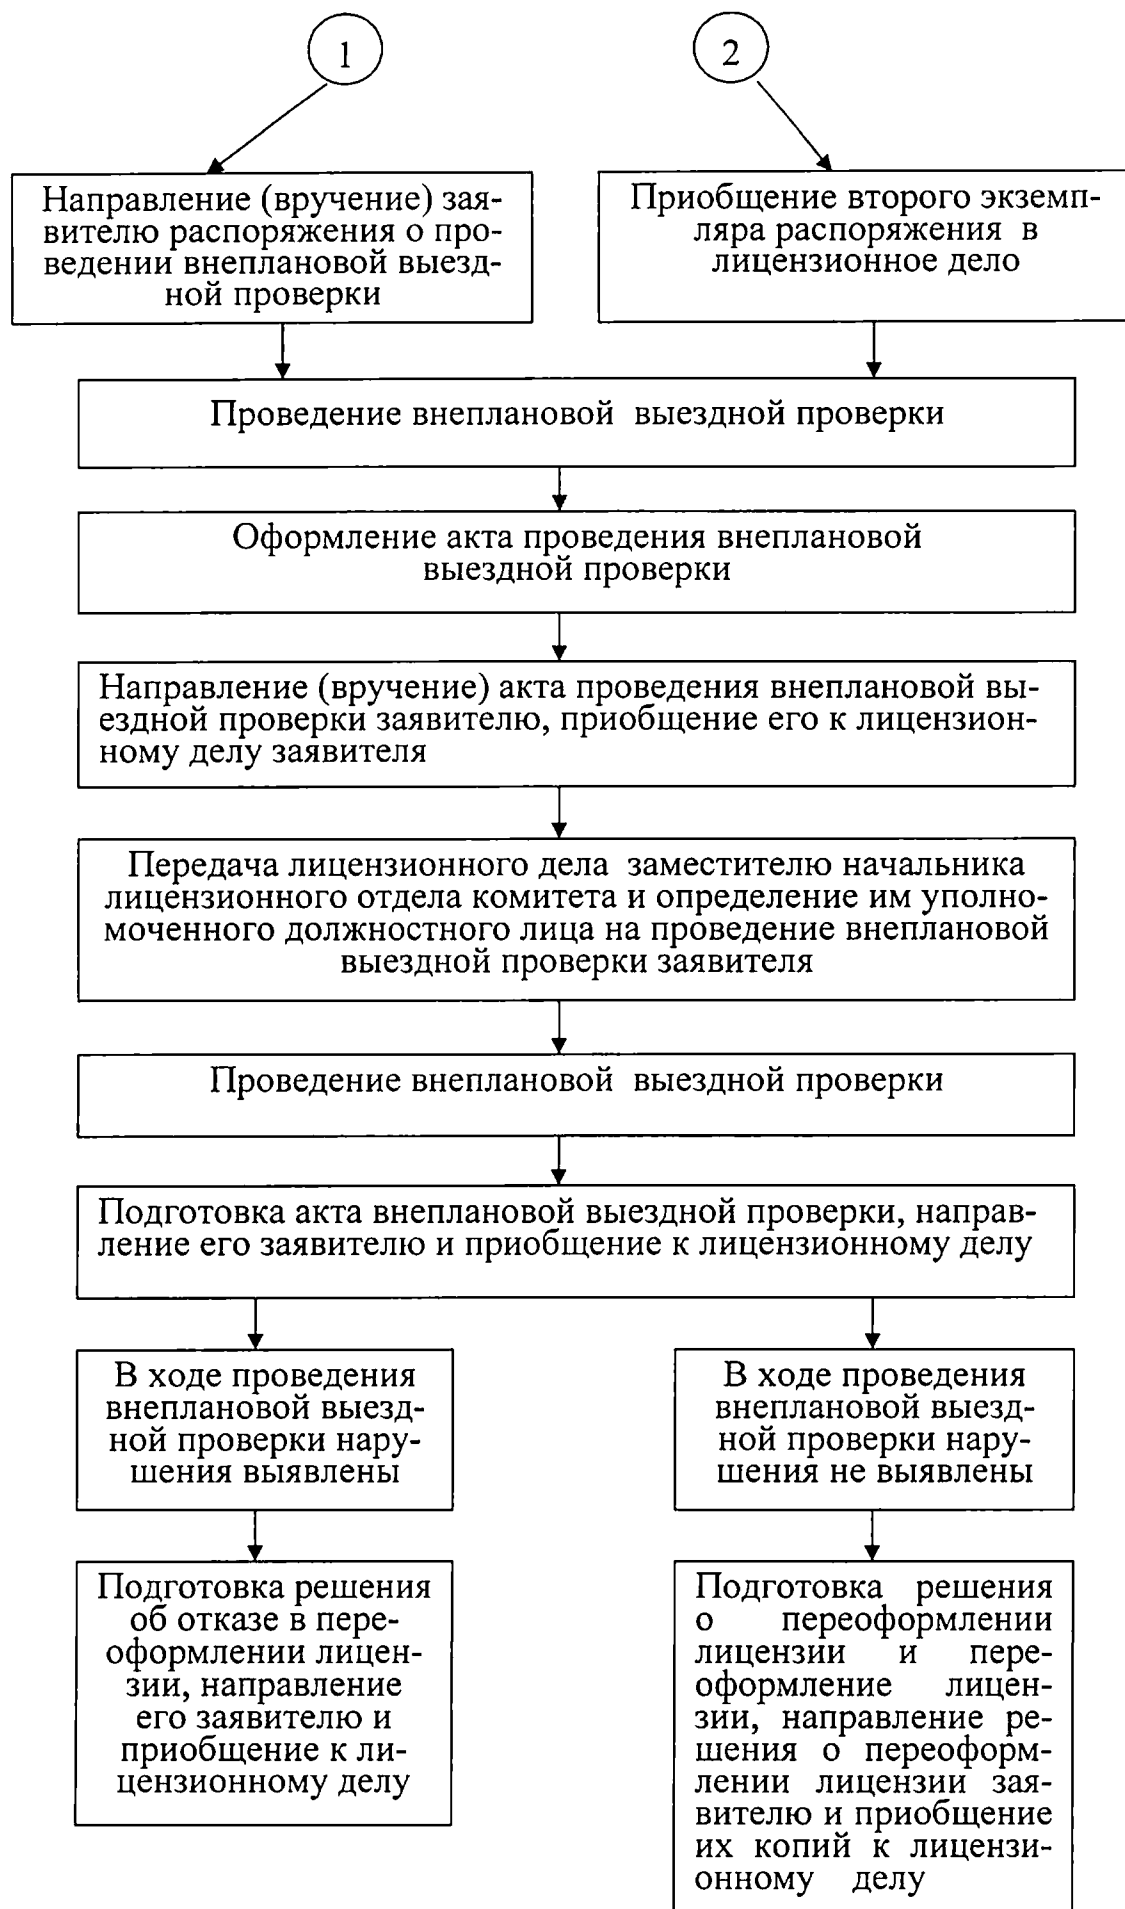 1
2
Направление (вручение) зая-
вителю распоряжения о про-
ведении внеплановой выезд-
ной проверки
Приобщение второго экземп-
ляра распоряжения в
лицензионное дело
Проведение внеплановой выездной проверки
Оформление акта проведения внеплановой
выездной проверки
Направление (вручение) акта проведения внеплановой вы-
ездной проверки заявителю, приобщение его к лицензион-
ному делу заявителя
Передача лицензионного дела заместителю начальника
лицензионного отдела комитета и определение им уполно-
моченного должностного лица на проведение внеплановой
выездной проверки заявителя
Проведение внеплановой выездной проверки
Подготовка акта внеплановой выездной проверки, направ-
ление его заявителю и приобщение к лицензионному делу
В ходе проведения
внеплановой выезд-
ной проверки нару-
шения выявлены
В ходе проведения
внеплановой выезд-
ной проверки нару-
шения не выявлены
Подготовка решения
об отказе в пере-
оформлении лицен-
зии, направление
его заявителю и
приобщение к ли-
цензионному делу
Подготовка решения
о переоформлении
лицензии и пере-
оформление лицен-
зии, направление ре-
шения о переоформ-
лении лицензии зая-
вителю и приобщение
их копий к лицензи-
онному делу